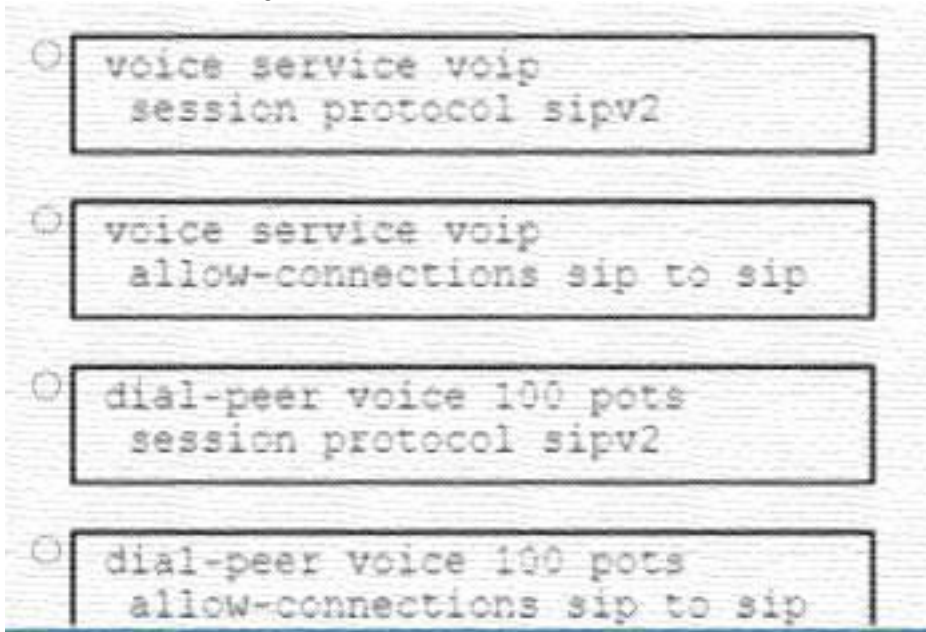 voice service voip
session protocol sipv2
voice service voip
allow-connections sip to sip
dial-peer voice 100 pots
session protocol sipv2
dial-peer voice 100 pots
allow-connections sip to sip